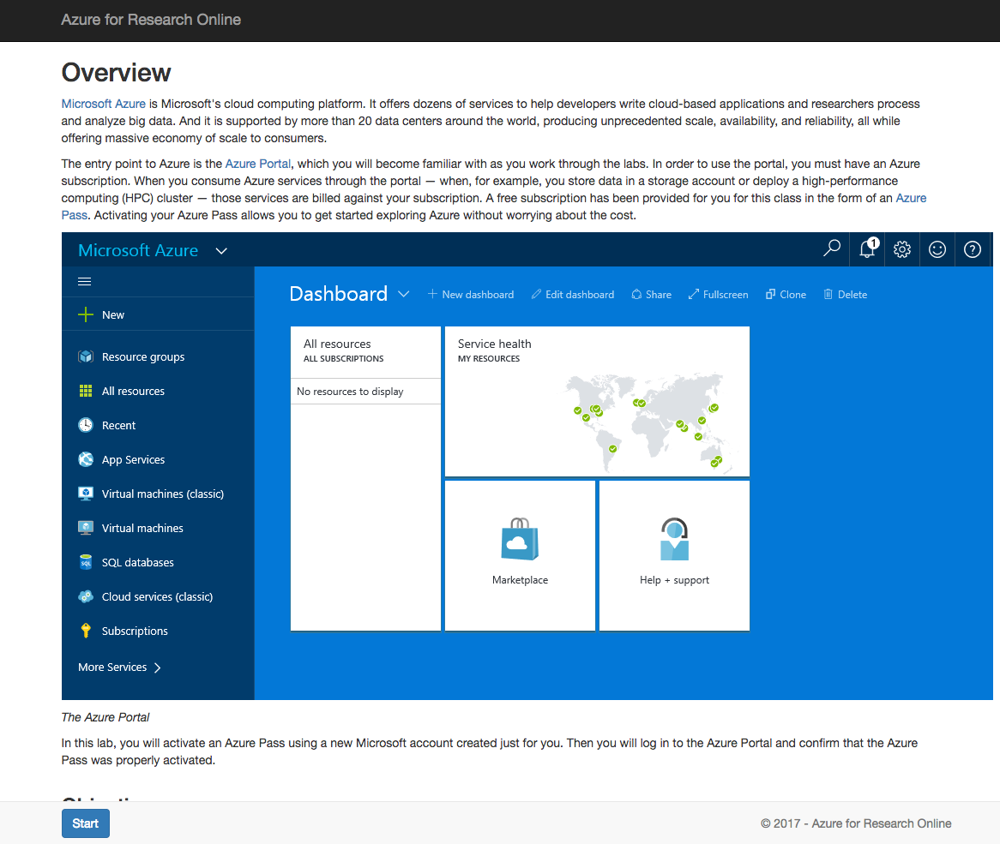 Azure for Research Online
Overview
Microsoft Azure is Microsoft's cloud computing platform. It offers dozens of services to help developers write cloud-based applications and researchers process
and analyze big data. And it is supported by more than 20 data centers around the world, producing unprecedented scale, availability, and reliability, all while
offering massive economy of scale to consumers.
The entry point to Azure is the Azure Portal, which you will become familiar with as you work through the labs. In order to use the portal, you must have an Azure
subscription. When you consume Azure services through the portal — when, for example, you store data in a storage account or deploy a high-performance
computing (HPC) cluster — those services are billed against your subscription. A free subscription has been provided for you for this class in the form of an Azure
Pass. Activating your Azure Pass allows you to get started exploring Azure without worrying about the cost.
Microsoft Azure
1
Dashboard
New dashboard
Edit dashboard
Share
Fullscreen
Clone
Delete
New
Resource groups
All resources
Recent
App Services
Virtual machines (classic)
Virtual machines
SQL
SQL databases
Cloud services (classic)
Subscriptions
More Services
All resources
ALL SUBSCRIPTIONS
No resources to display
Service health
MY RESOURCES
Marketplace
Help + support
The Azure Portal
In this lab, you will activate an Azure Pass using a new Microsoft account created just for you. Then you will log in to the Azure Portal and confirm that the Azure
Pass was properly activated.
Start
© 2017 - Azure for Research Online